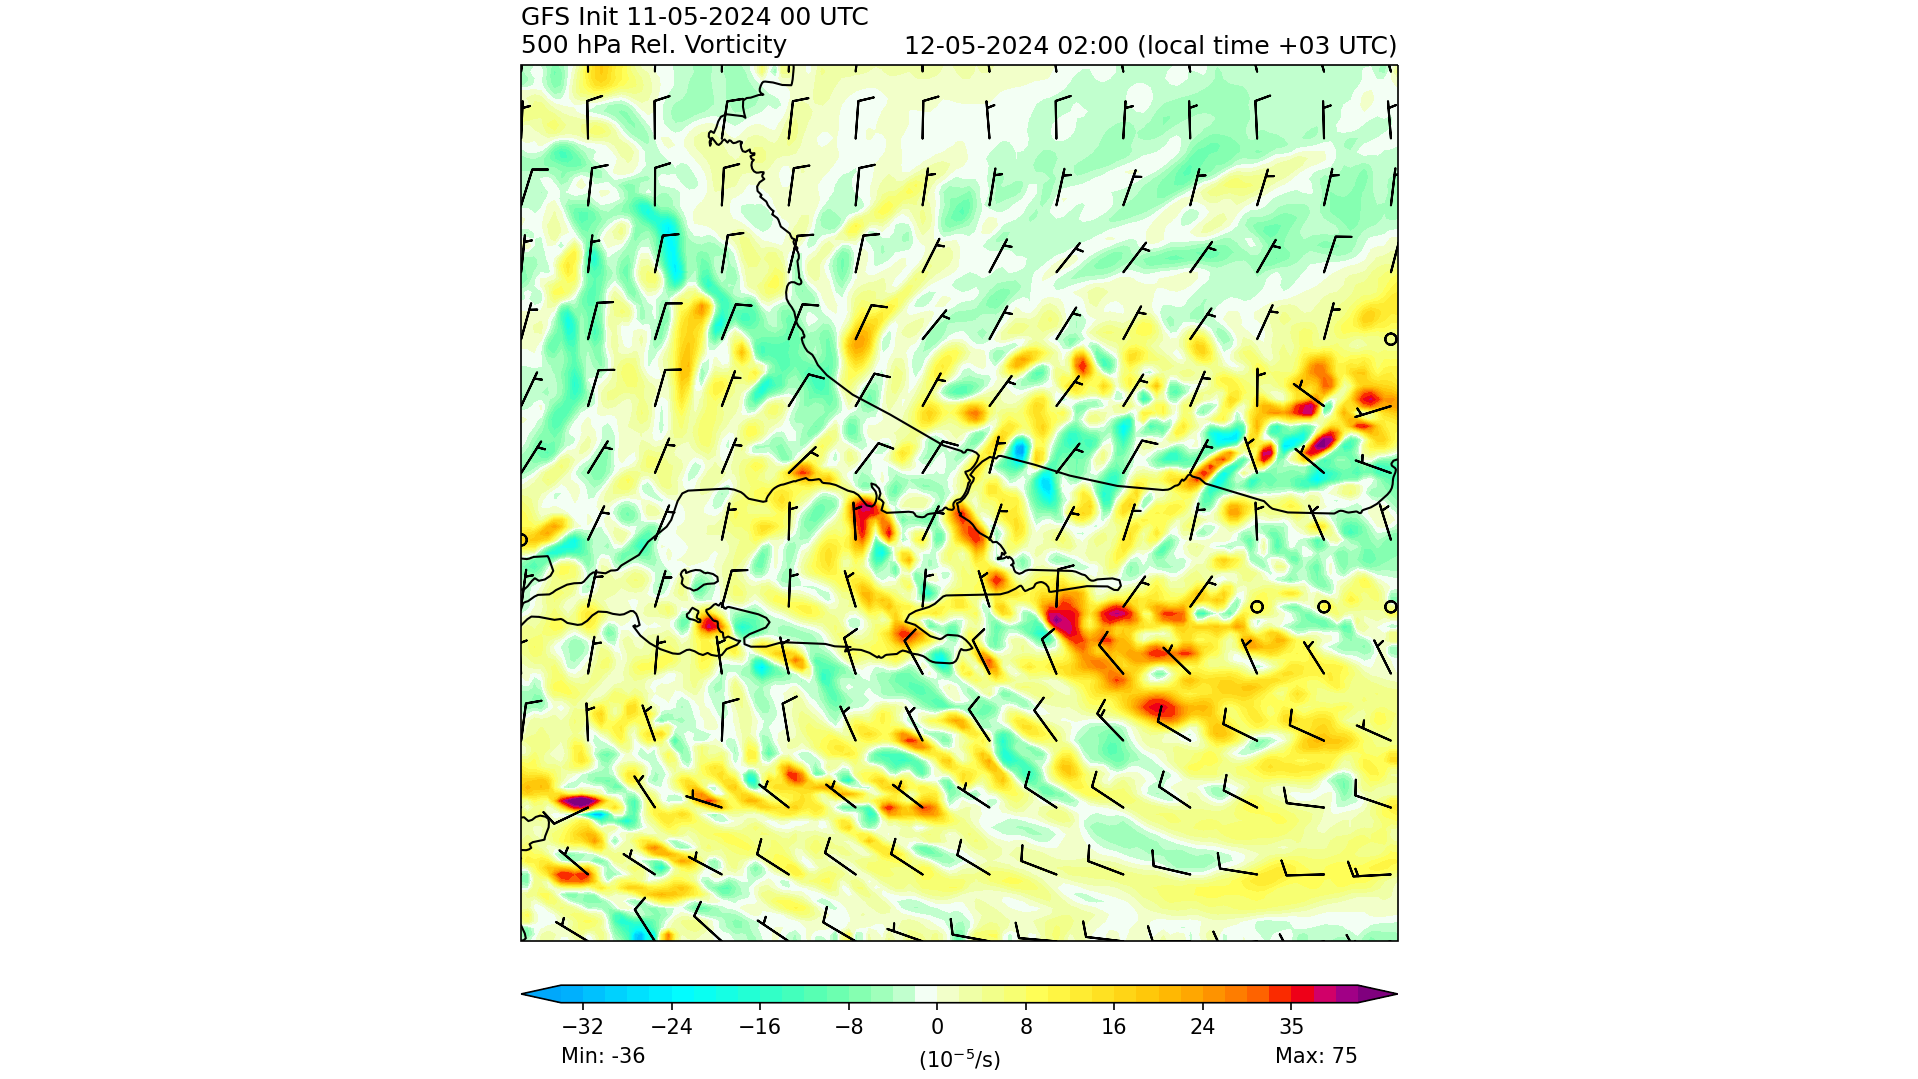 GFS Init 11-05-2024 00 UTC
500 hPa Rel. Vorticity
12-05-2024 02:00 (local time +03 UTC)
−32 −24 −16 −8 0 8 16 24 35
Min: -36 (10⁻⁵/s) Max: 75